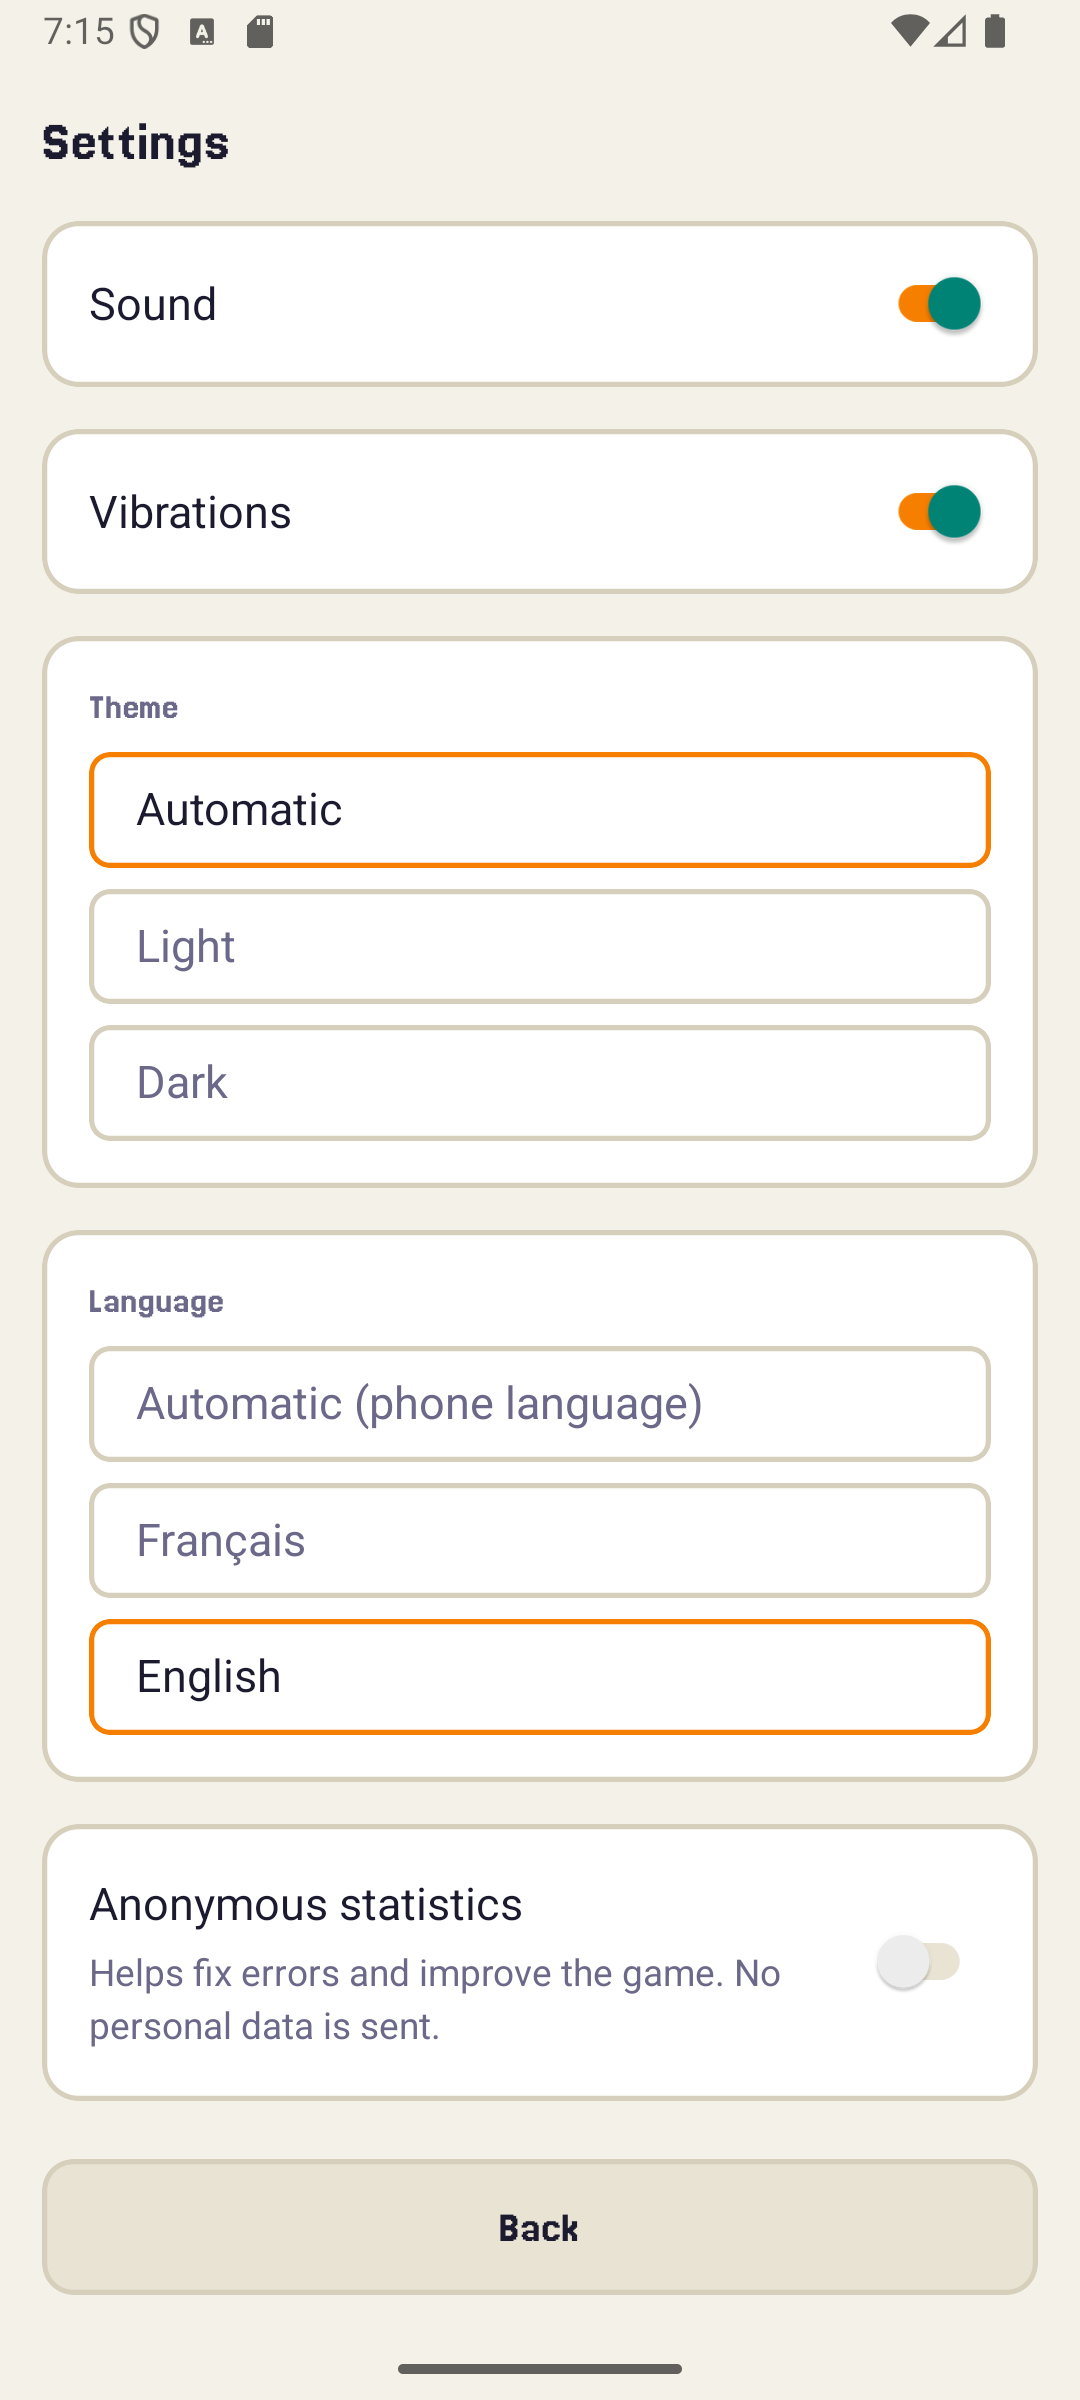 7:15
Settings
Sound
Vibrations
Theme
Automatic
Light
Dark
Language
Automatic (phone language)
Français
English
Anonymous statistics
Helps fix errors and improve the game. No
personal data is sent.
Back